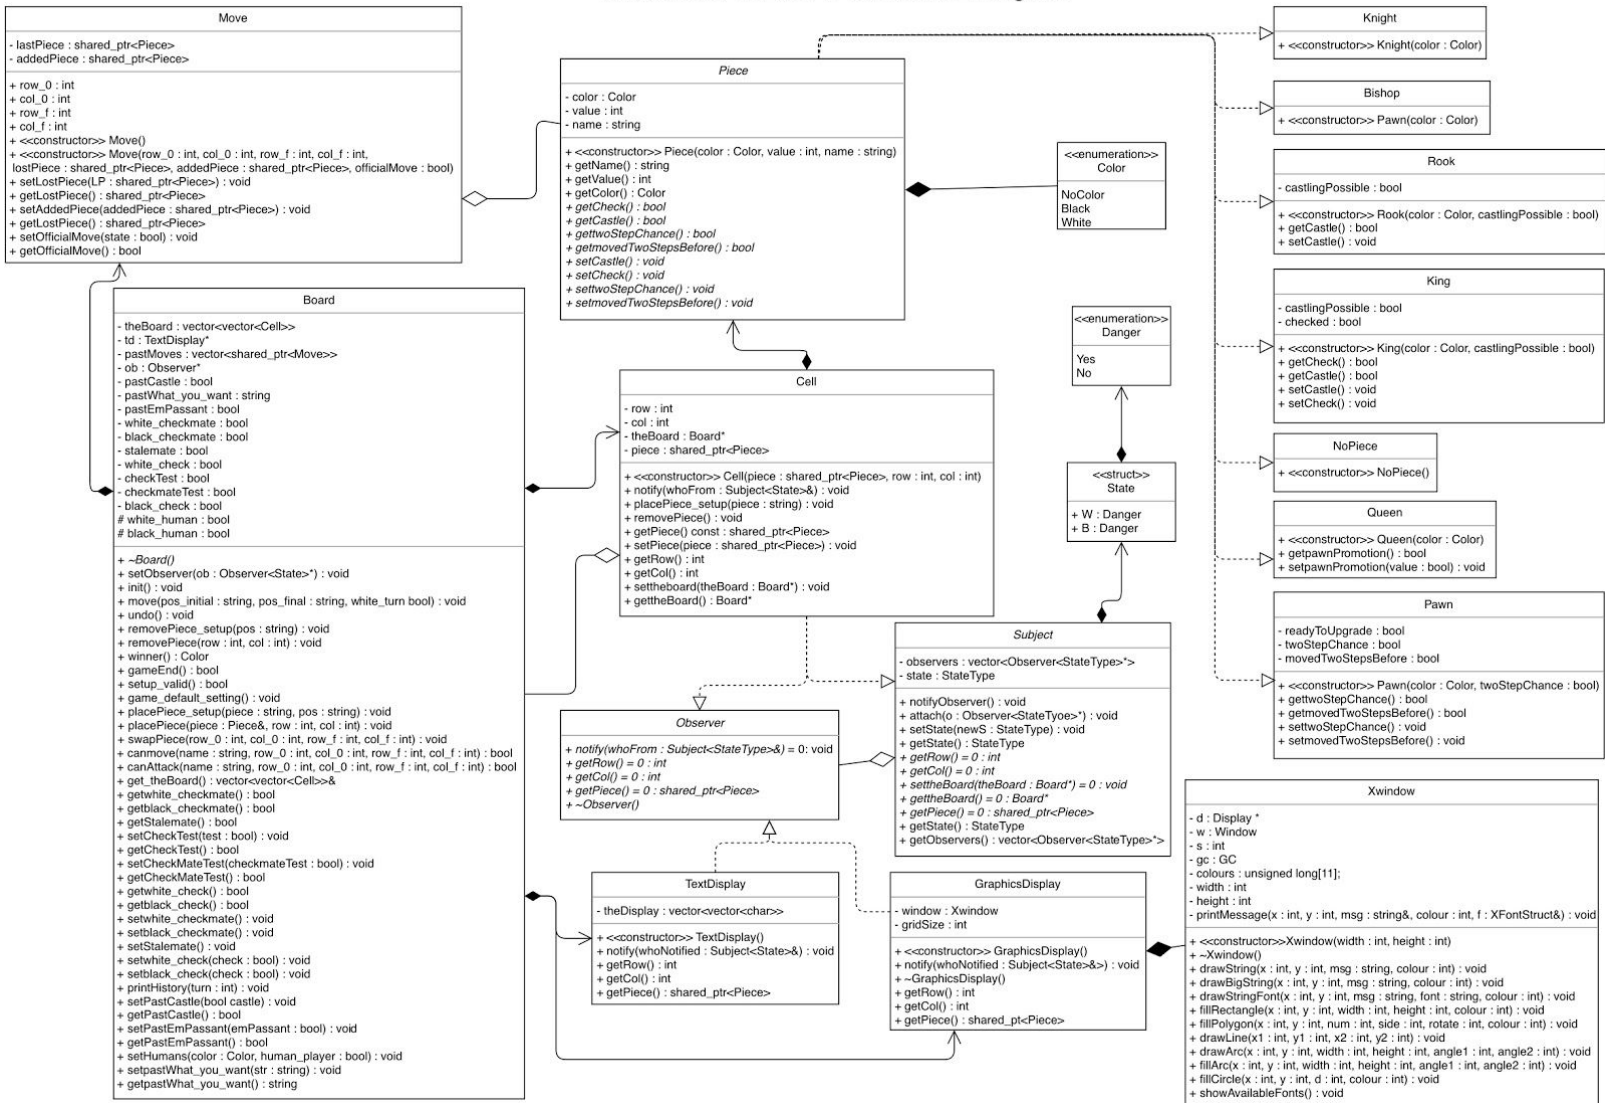 Move
- lastPiece : shared_ptr<Piece>
- addedPiece : shared_ptr<Piece>
+ row_0 : int
+ col_0 : int
+ row_f : int
+ col_f : int
+ <<constructor>> Move()
+ <<constructor>> Move(row_0 : int, col_0 : int, row_f : int, col_f : int,
lostPiece : shared_ptr<Piece>, addedPiece : shared_ptr<Piece>, officialMove : bool)
+ setLostPiece(LP : shared_ptr<Piece>) : void
+ getLostPiece() : shared_ptr<Piece>
+ setAddedPiece(addedPiece : shared_ptr<Piece>) : void
+ getLostPiece() : shared_ptr<Piece>
+ setOfficialMove(state : bool) : void
+ getOfficialMove() : bool
Piece
- color : Color
- value : int
- name : string
+ <<constructor>> Piece(color : Color, value : int, name : string)
+ getName() : string
+ getValue() : int
+ getColor() : Color
+ getCheck() : bool
+ getCastle() : bool
+ gettwoStepChance() : bool
+ getmovedTwoStepsBefore() : bool
+ setCastle() : void
+ setCheck() : void
+ settwoStepChance() : void
+ setmovedTwoStepsBefore() : void
<<enumeration>>
Color
NoColor
Black
White
Knight
+ <<constructor>> Knight(color : Color)
Bishop
+ <<constructor>> Pawn(color : Color)
Rook
- castlingPossible : bool
+ <<constructor>> Rook(color : Color, castlingPossible : bool)
+ getCastle() : bool
+ setCastle() : void
King
- castlingPossible : bool
- checked : bool
+ <<constructor>> King(color : Color, castlingPossible : bool)
+ getCheck() : bool
+ getCastle() : bool
+ setCastle() : void
+ setCheck() : void
NoPiece
+ <<constructor>> NoPiece()
Queen
+ <<constructor>> Queen(color : Color)
+ getpawnPromotion() : bool
+ setpawnPromotion(value : bool) : void
Pawn
- readyToUpgrade : bool
- twoStepChance : bool
- movedTwoStepsBefore : bool
+ <<constructor>> Pawn(color : Color, twoStepChance : bool)
+ gettwoStepChance() : bool
+ getmovedTwoStepsBefore() : bool
+ settwoStepChance() : void
+ setmovedTwoStepsBefore() : void
Board
- theBoard : vector<vector<Cell>>
- td : TextDisplay*
- pastMoves : vector<shared_ptr<Move>>
- ob : Observer*
- pastCastle : bool
- pastWhat_you_want : string
- pastEmPassant : bool
- white_checkmate : bool
- black_checkmate : bool
- stalemate : bool
- white_check : bool
- checkTest : bool
- checkmateTest : bool
- black_check : bool
# white_human : bool
# black_human : bool
+ ~Board()
+ setObserver(ob : Observer<State>*) : void
+ init() : void
+ move(pos_initial : string, pos_final : string, white_turn bool) : void
+ undo() : void
+ removePiece_setup(pos : string) : void
+ removePiece(row : int, col : int) : void
+ winner() : Color
+ gameEnd() : bool
+ setup_valid() : bool
+ game_default_setting() : void
+ placePiece_setup(piece : string, pos : string) : void
+ placePiece(piece : Piece&, row : int, col : int) : void
+ swapPiece(row_0 : int, col_0 : int, row_f : int, col_f : int) : void
+ canmove(name : string, row_0 : int, col_0 : int, row_f : int, col_f : int) : bool
+ canAttack(name : string, row_0 : int, col_0 : int, row_f : int, col_f : int) : bool
+ get_theBoard() : vector<vector<Cell>>&
+ getwhite_checkmate() : bool
+ getblack_checkmate() : bool
+ getStalemate() : bool
+ setCheckTest(test : bool) : void
+ getCheckTest() : bool
+ setCheckMateTest(checkmateTest : bool) : void
+ getCheckMateTest() : bool
+ getwhite_check() : bool
+ getblack_check() : bool
+ setwhite_checkmate() : void
+ setblack_checkmate() : void
+ setStalemate() : void
+ setwhite_check(check : bool) : void
+ setblack_check(check : bool) : void
+ printHistory(turn : int) : void
+ setPastCastle(bool castle) : void
+ getPastCastle() : bool
+ setPastEmPassant(emPassant : bool) : void
+ getPastEmPassant() : bool
+ setHumans(color : Color, human_player : bool) : void
+ setpastWhat_you_want(str : string) : void
+ getpastWhat_you_want() : string
Cell
- row : int
- col : int
- theBoard : Board*
- piece : shared_ptr<Piece>
+ <<constructor>> Cell(piece : shared_ptr<Piece>, row : int, col : int)
+ notify(whoFrom : Subject<State>&) : void
+ placePiece_setup(piece : string) : void
+ removePiece() : void
+ getPiece() const : shared_ptr<Piece>
+ setPiece(piece : shared_ptr<Piece>) : void
+ getRow() : int
+ getCol() : int
+ settheboard(theBoard : Board*) : void
+ gettheBoard() : Board*
<<enumeration>>
Danger
Yes
No
<<struct>>
State
+ W : Danger
+ B : Danger
Subject
- observers : vector<Observer<StateType>*>
- state : StateType
+ notifyObserver() : void
+ attach(o : Observer<StateTyoe>*) : void
+ setState(newS : StateType) : void
+ getState() : StateType
+ getRow() = 0 : int
+ getCol() = 0 : int
+ settheBoard(theBoard : Board*) = 0 : void
+ gettheBoard() = 0 : Board*
+ getPiece() = 0 : shared_ptr<Piece>
+ getState() : StateType
+ getObservers() : vector<Observer<StateType>*>
Observer
+ notify(whoFrom : Subject<StateType>&) = 0: void
+ getRow() = 0 : int
+ getCol() = 0 : int
+ getPiece() = 0 : shared_ptr<Piece>
+ ~Observer()
TextDisplay
- theDisplay : vector<vector<char>>
+ <<constructor>> TextDisplay()
+ notify(whoNotified : Subject<State>&) : void
+ getRow() : int
+ getCol() : int
+ getPiece() : shared_ptr<Piece>
GraphicsDisplay
- window : Xwindow
- gridSize : int
+ <<constructor>> GraphicsDisplay()
+ notify(whoNotified : Subject<State>&>) : void
+ ~GraphicsDisplay()
+ getRow() : int
+ getCol() : int
+ getPiece() : shared_pt<Piece>
Xwindow
- d : Display *
- w : Window
- s : int
- gc : GC
- colours : unsigned long[11];
- width : int
- height : int
- printMessage(x : int, y : int, msg : string&, colour : int, f : XFontStruct&) : void
+ <<constructor>>Xwindow(width : int, height : int)
+ ~Xwindow()
+ drawString(x : int, y : int, msg : string, colour : int) : void
+ drawBigString(x : int, y : int, msg : string, colour : int) : void
+ drawStringFont(x : int, y : int, msg : string, font : string, colour : int) : void
+ fillRectangle(x : int, y : int, width : int, height : int, colour : int) : void
+ fillPolygon(x : int, y : int, num : int, side : int, rotate : int, colour : int) : void
+ drawLine(x1 : int, y1 : int, x2 : int, y2 : int) : void
+ drawArc(x : int, y : int, width : int, height : int, angle1 : int, angle2 : int) : void
+ fillArc(x : int, y : int, width : int, height : int, angle1 : int, angle2 : int) : void
+ fillCircle(x : int, y : int, d : int, colour : int) : void
+ showAvailableFonts() : void